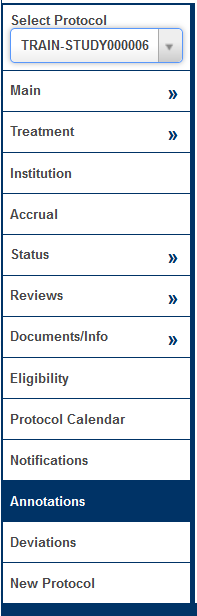 Select Protocol
TRAIN-STUDY000006
Main »
Treatment »
Institution
Accrual
Status »
Reviews »
Documents/Info »
Eligibility
Protocol Calendar
Notifications
Annotations
Deviations
New Protocol